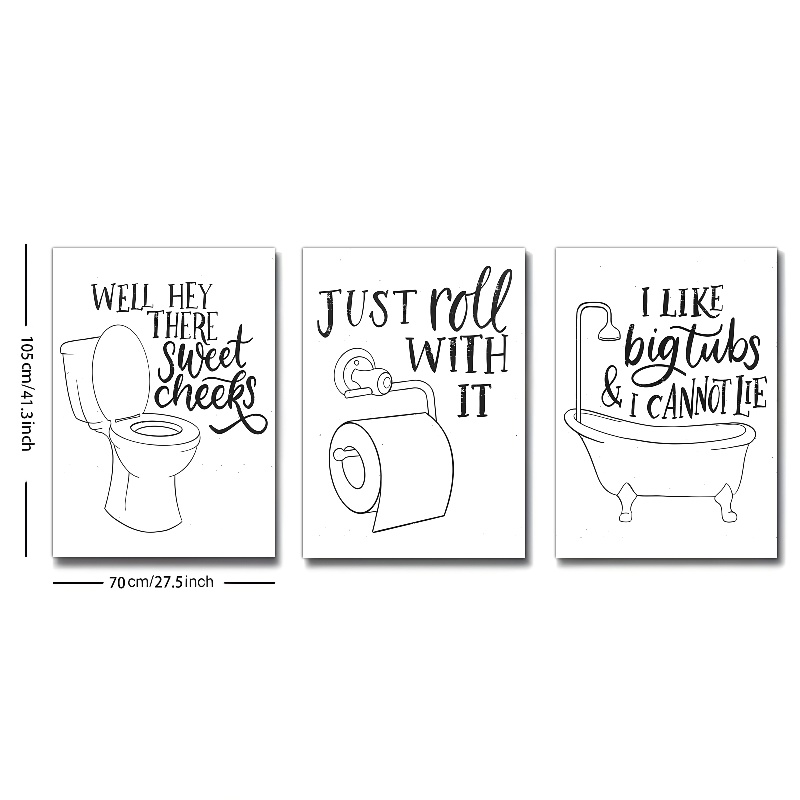 WELL HEY
THERE
sweet
cheeks
JUST roll
WITH
IT
I LIKE
big tubs
& I CANNOT LIE
105cm/41.3inch
70cm/27.5inch